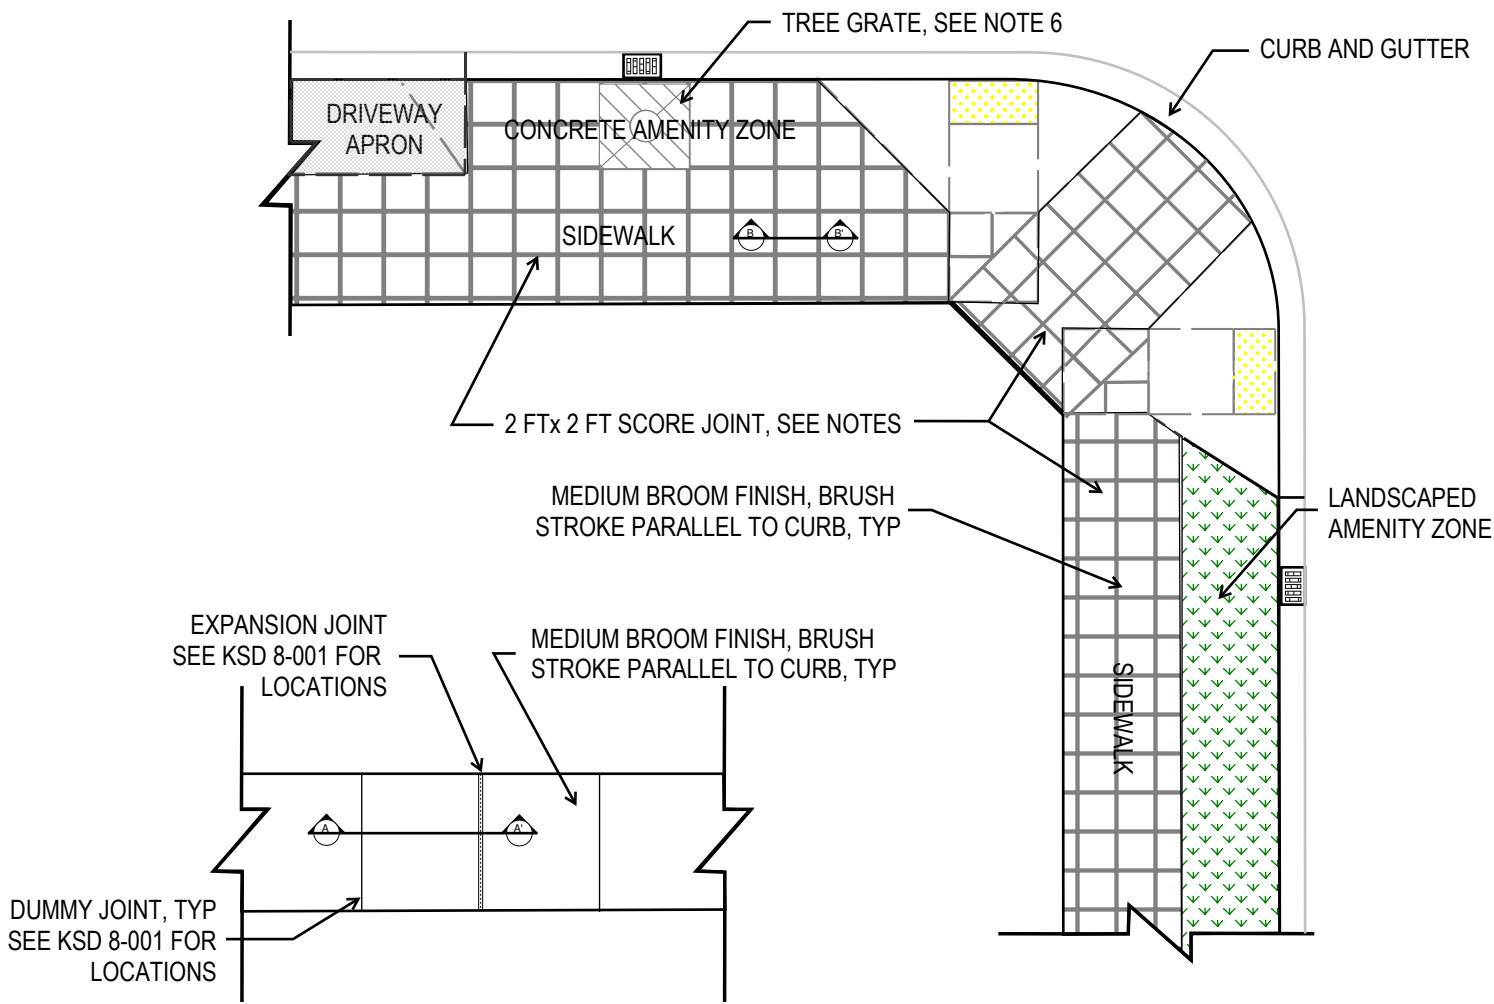 TREE GRATE, SEE NOTE 6
CURB AND GUTTER
DRIVEWAY
APRON
CONCRETE AMENITY ZONE
SIDEWALK
B
B'
2 FTx 2 FT SCORE JOINT, SEE NOTES
MEDIUM BROOM FINISH, BRUSH
STROKE PARALLEL TO CURB, TYP
LANDSCAPED
AMENITY ZONE
EXPANSION JOINT
SEE KSD 8-001 FOR
LOCATIONS
MEDIUM BROOM FINISH, BRUSH
STROKE PARALLEL TO CURB, TYP
SIDEWALK
A
A'
DUMMY JOINT, TYP
SEE KSD 8-001 FOR
LOCATIONS